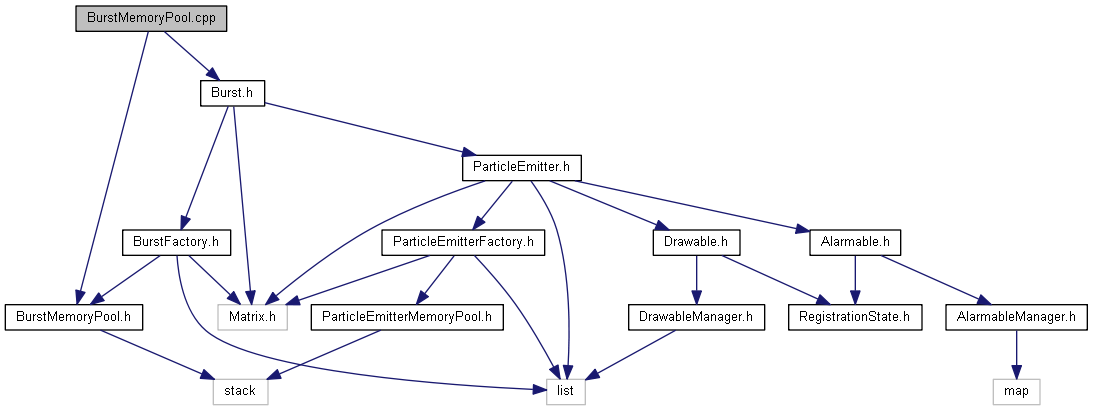 BurstMemoryPool.cpp
Burst.h
ParticleEmitter.h
BurstFactory.h
ParticleEmitterFactory.h
Drawable.h
Alarmable.h
BurstMemoryPool.h
Matrix.h
ParticleEmitterMemoryPool.h
DrawableManager.h
RegistrationState.h
AlarmableManager.h
stack
list
map